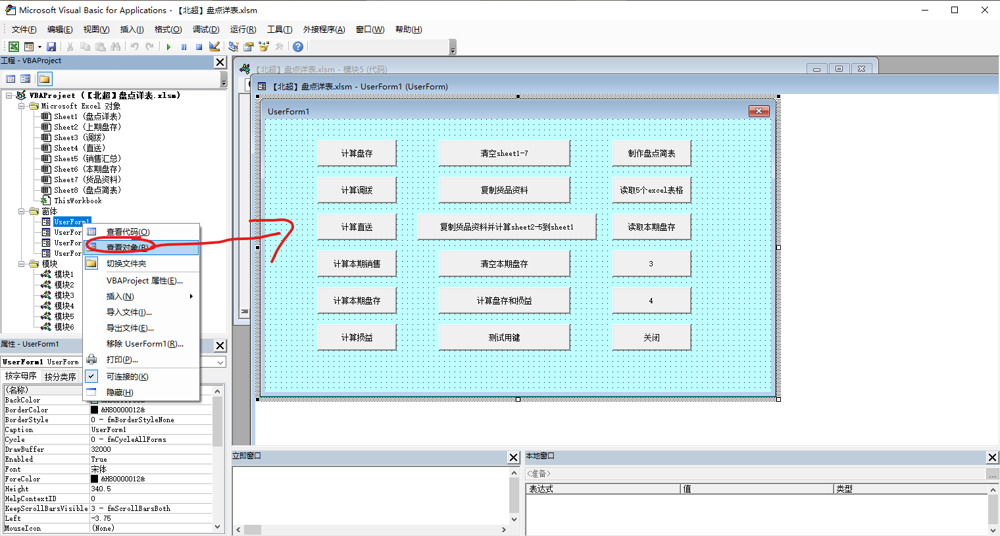 Microsoft Visual Basic for Applications - 【北超】盘点详表.xlsm
文件(F) 编辑(E) 视图(V) 插入(I) 格式(O) 调试(D) 运行(R) 工具(T) 外接程序(A) 窗口(W) 帮助(H)
工程 - VBAProject
VBAProject (【北超】盘点详表.xlsm)
Microsoft Excel 对象
Sheet1 (盘点详表)
Sheet2 (上期盘存)
Sheet3 (调拨)
Sheet4 (直送)
Sheet5 (销售汇总)
Sheet6 (本期盘存)
Sheet7 (货品资料)
Sheet8 (盘点简表)
ThisWorkbook
窗体
UserForm1
UserFor
UserFor
UserFor
模块
模块1
模块2
模块3
模块4
模块5
模块6
查看代码(O)
查看对象(B)
切换文件夹
VBAProject 属性(E)...
插入(N)
导入文件(I)...
导出文件(E)...
移除 UserForm1(R)...
打印(P)...
可连接的(K)
隐藏(H)
属性 - UserForm1
UserForm1 UserForm
按字母序 按分类序
(名称)
BackColor
BorderColor &H80000012&
BorderStyle 0 - fmBorderStyleNone
Caption UserForm1
Cycle 0 - fmCycleAllForms
DrawBuffer 32000
Enabled True
Font 宋体
ForeColor &H80000012&
Height 340.5
HelpContextID 0
KeepScrollBarsVisible 3 - fmScrollBarsBoth
Left -3.75
MouseIcon (None)
【北超】盘点详表.xlsm - 模块5 (代码)
【北超】盘点详表.xlsm - UserForm1 (UserForm)
UserForm1
计算盘存 清空sheet1-7 制作盘点简表
计算调拨 复制货品资料 读取5个excel表格
计算直送 复制货品资料并计算sheet2-5到sheet1 读取本期盘存
计算本期销售 清空本期盘存 3
计算本期盘存 计算盘存和损益 4
计算损益 测试用键 关闭
立即窗口
本地窗口
<准备>
表达式 值 类型